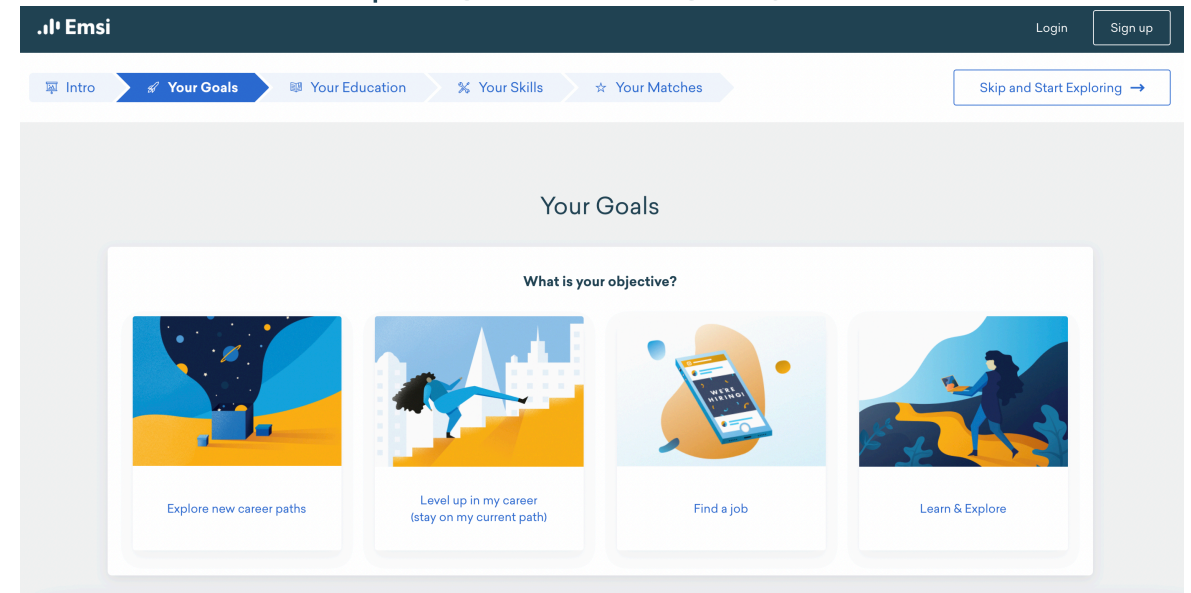 Emsi
Login
Sign up
Intro
Your Goals
Your Education
Your Skills
Your Matches
Skip and Start Exploring →
Your Goals
What is your objective?
WE'RE
HIRING!
Explore new career paths
Level up in my career
(stay on my current path)
Find a job
Learn & Explore